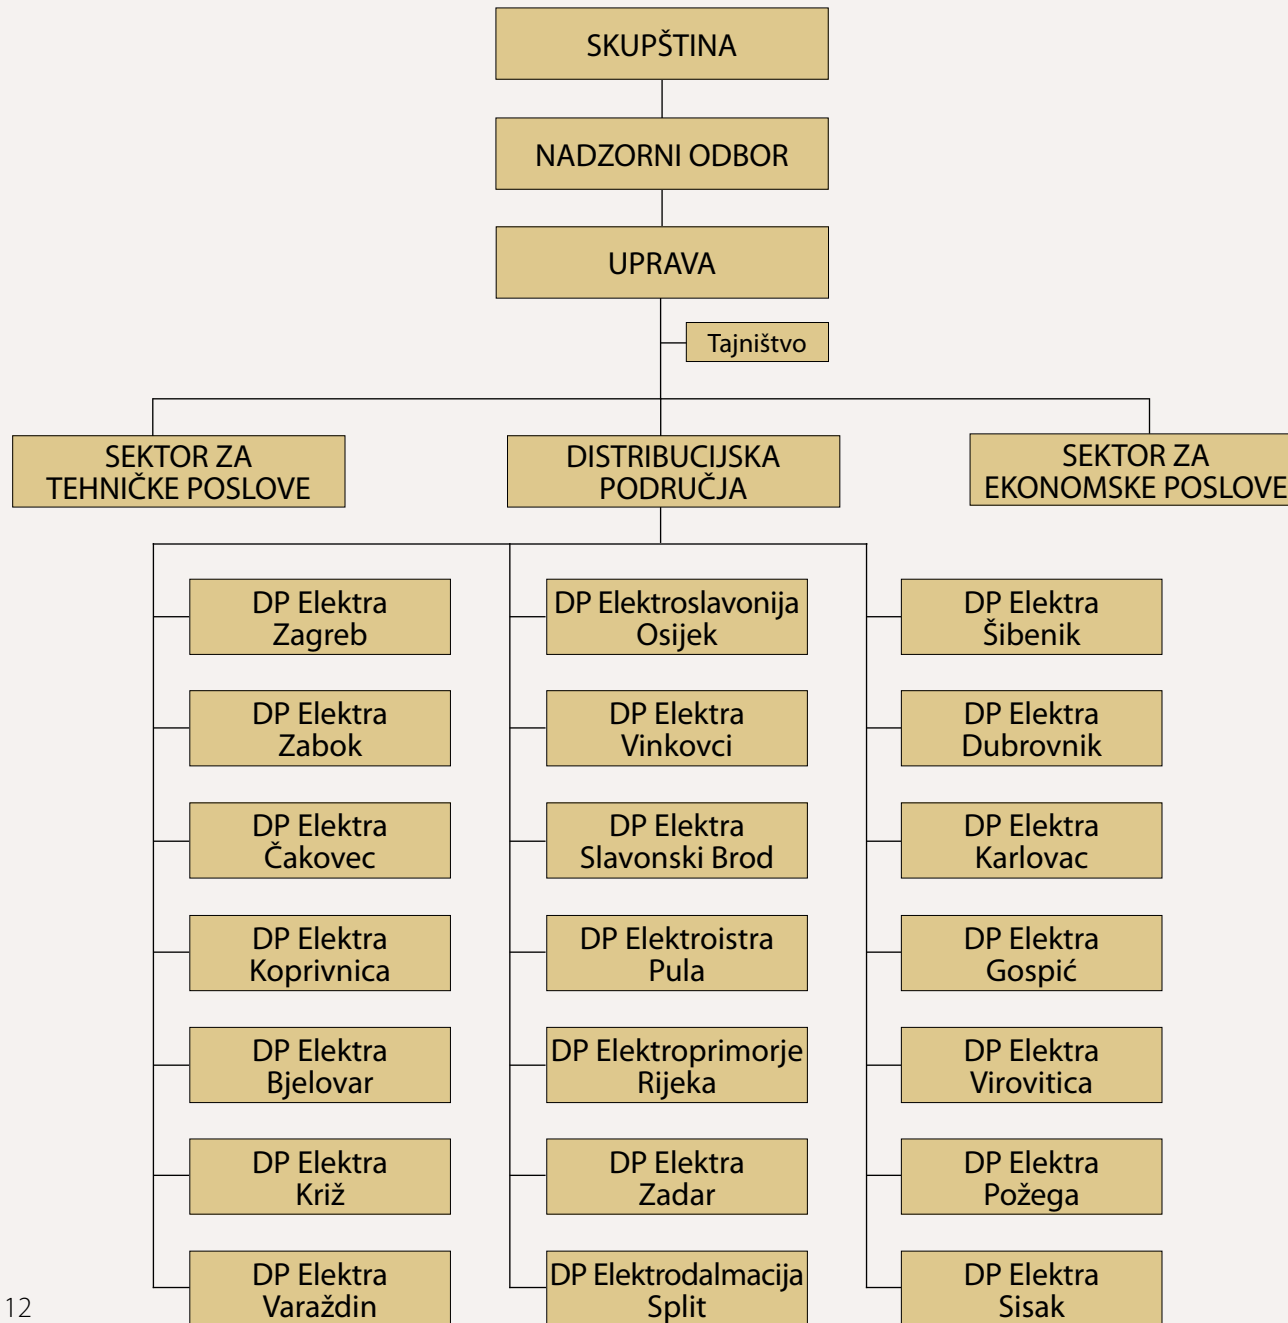 SKUPŠTINA
NADZORNI ODBOR
UPRAVA
Tajništvo
SEKTOR ZA
TEHNIČKE POSLOVE
DISTRIBUCIJSKA
PODRUČJA
SEKTOR ZA
EKONOMSKE POSLOVE
DP Elektra
Zagreb
DP Elektra
Zabok
DP Elektra
Čakovec
DP Elektra
Koprivnica
DP Elektra
Bjelovar
DP Elektra
Križ
DP Elektra
Varaždin
DP Elektroslavonija
Osijek
DP Elektra
Vinkovci
DP Elektra
Slavonski Brod
DP Elektroistra
Pula
DP Elektroprimorje
Rijeka
DP Elektra
Zadar
DP Elektrodalmacija
Split
DP Elektra
Šibenik
DP Elektra
Dubrovnik
DP Elektra
Karlovac
DP Elektra
Gospić
DP Elektra
Virovitica
DP Elektra
Požega
DP Elektra
Sisak
12